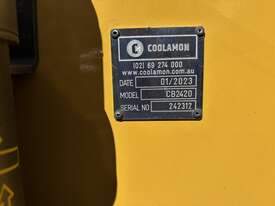 C COOLAMON
(02) 69 274 000
www.coolamon.com.au
DATE 01/2023
MODEL CB2420
SERIAL NO 242312